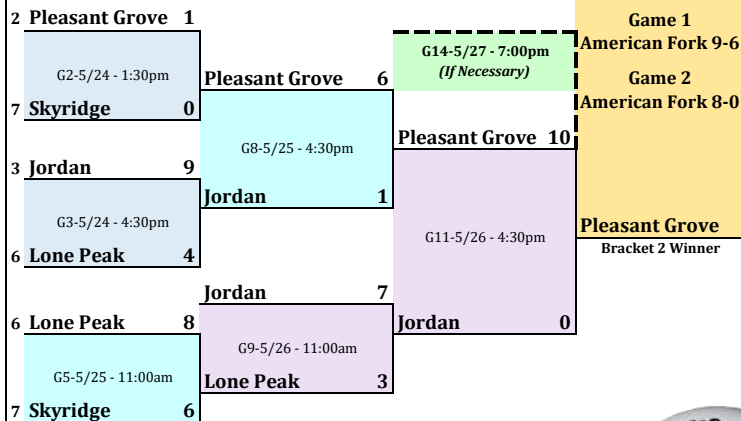 2 Pleasant Grove 1
G2-5/24 - 1:30pm
7 Skyridge 0
3 Jordan 9
G3-5/24 - 4:30pm
6 Lone Peak 4
6 Lone Peak 8
G5-5/25 - 11:00am
7 Skyridge 6
Pleasant Grove 6
G8-5/25 - 4:30pm
Jordan 1
Jordan 7
G9-5/26 - 11:00am
Lone Peak 3
G14-5/27 - 7:00pm
(If Necessary)
Pleasant Grove 10
G11-5/26 - 4:30pm
Jordan 0
Game 1
American Fork 9-6
Game 2
American Fork 8-0
Pleasant Grove
Bracket 2 Winner